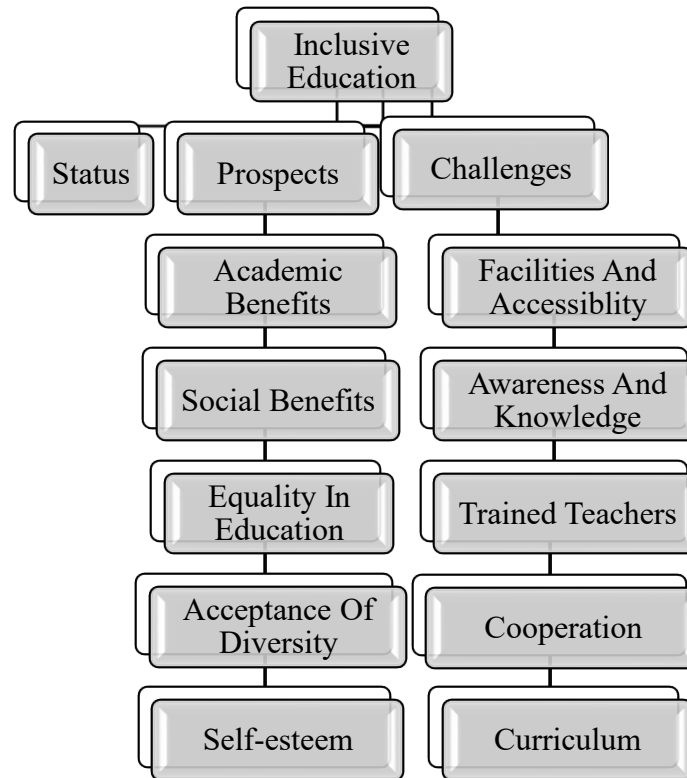 Inclusive
Education
Status
Prospects
Challenges
Academic
Benefits
Facilities And
Accessiblity
Social Benefits
Awareness And
Knowledge
Equality In
Education
Trained Teachers
Acceptance Of
Diversity
Cooperation
Self-esteem
Curriculum